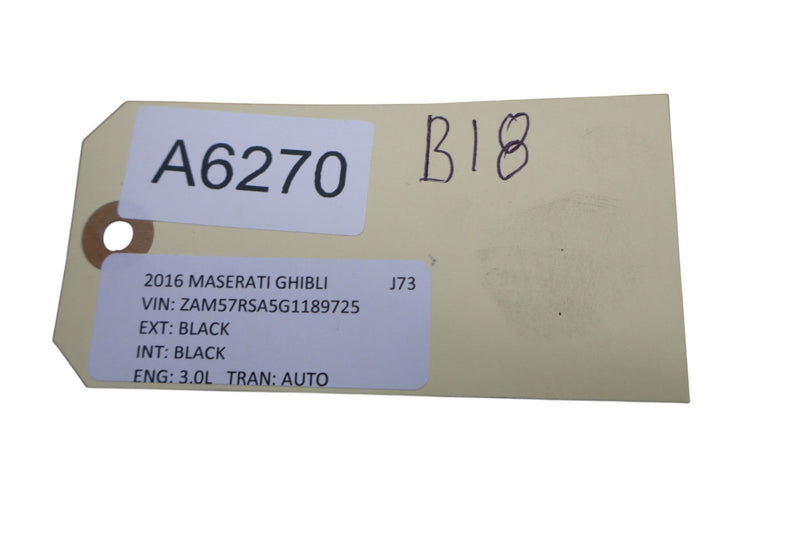 A6270
B18
2016 MASERATI GHIBLI J73
VIN: ZAM57RSA5G1189725
EXT: BLACK
INT: BLACK
ENG: 3.0L TRAN: AUTO